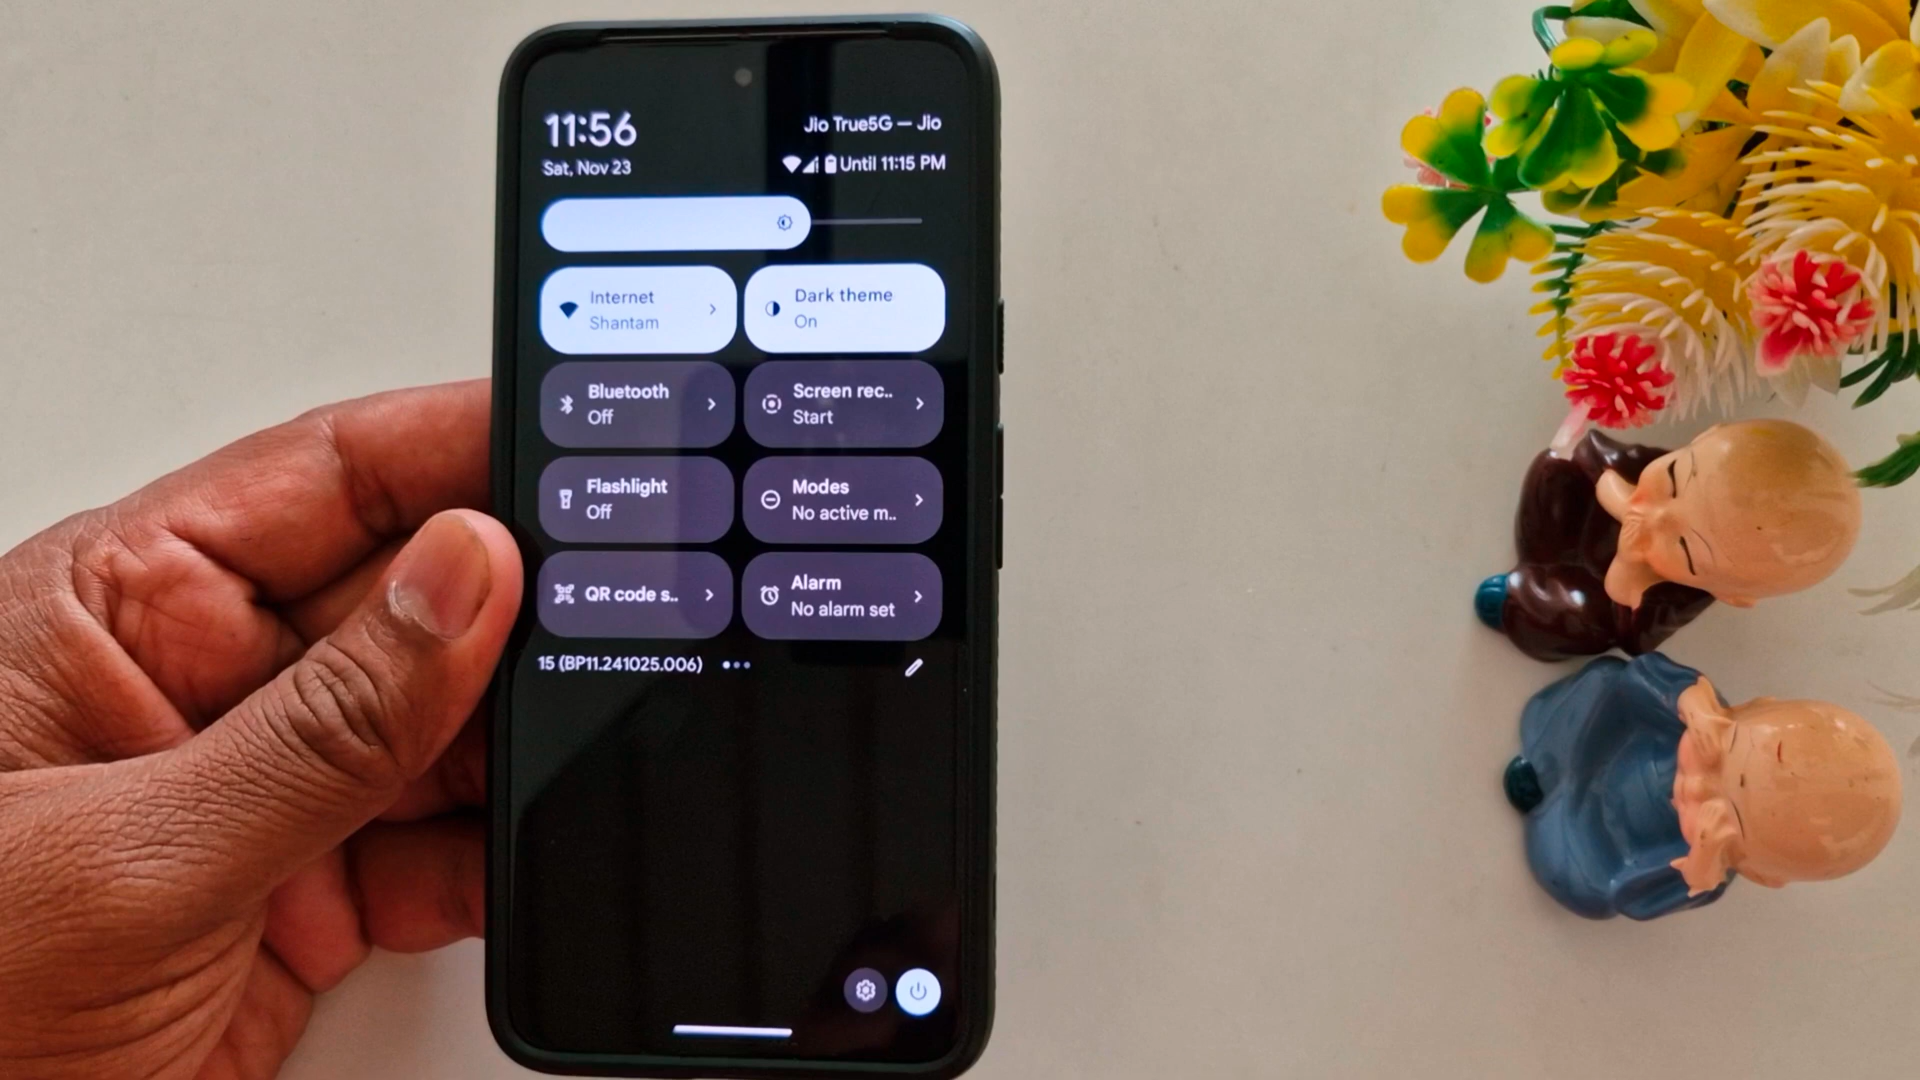 11:56
Jio True5G — Jio
Sat, Nov 23
Until 11:15 PM
Internet
Shantam
Dark theme
On
Bluetooth
Off
Screen rec..
Start
Flashlight
Off
Modes
No active m..
QR code s..
Alarm
No alarm set
15 (BP11.241025.006)